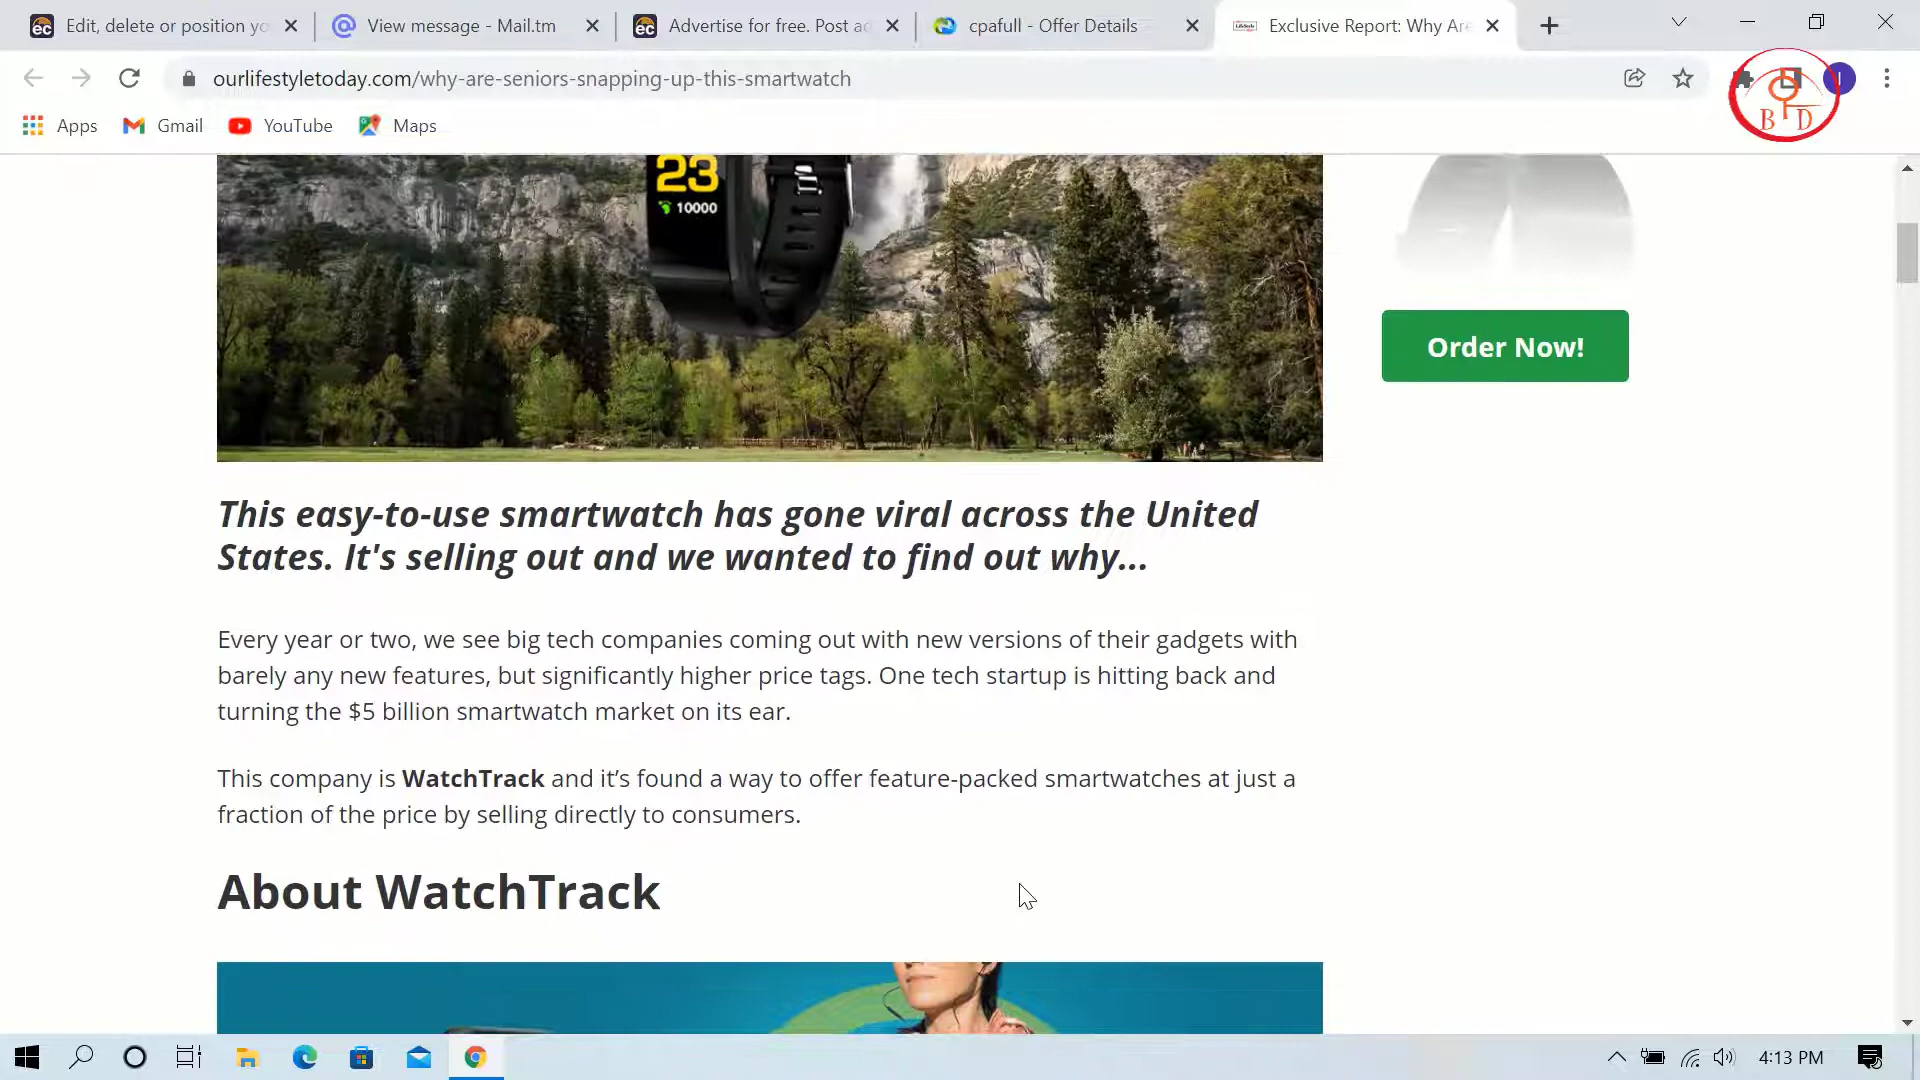 Edit, delete or position yo
View message - Mail.tm
Advertise for free. Post ad
cpafull - Offer Details
Exclusive Report: Why Are
ourlifestyletoday.com/why-are-seniors-snapping-up-this-smartwatch
Apps
Gmail
YouTube
Maps
B D
23
10000
Order Now!
This easy-to-use smartwatch has gone viral across the United
States. It's selling out and we wanted to find out why...
Every year or two, we see big tech companies coming out with new versions of their gadgets with
barely any new features, but significantly higher price tags. One tech startup is hitting back and
turning the $5 billion smartwatch market on its ear.
This company is WatchTrack and it’s found a way to offer feature-packed smartwatches at just a
fraction of the price by selling directly to consumers.
About WatchTrack
4:13 PM